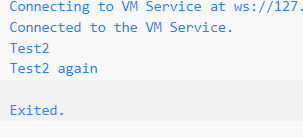 Connecting to VM Service at ws://127.
Connected to the VM Service.
Test2
Test2 again
Exited.